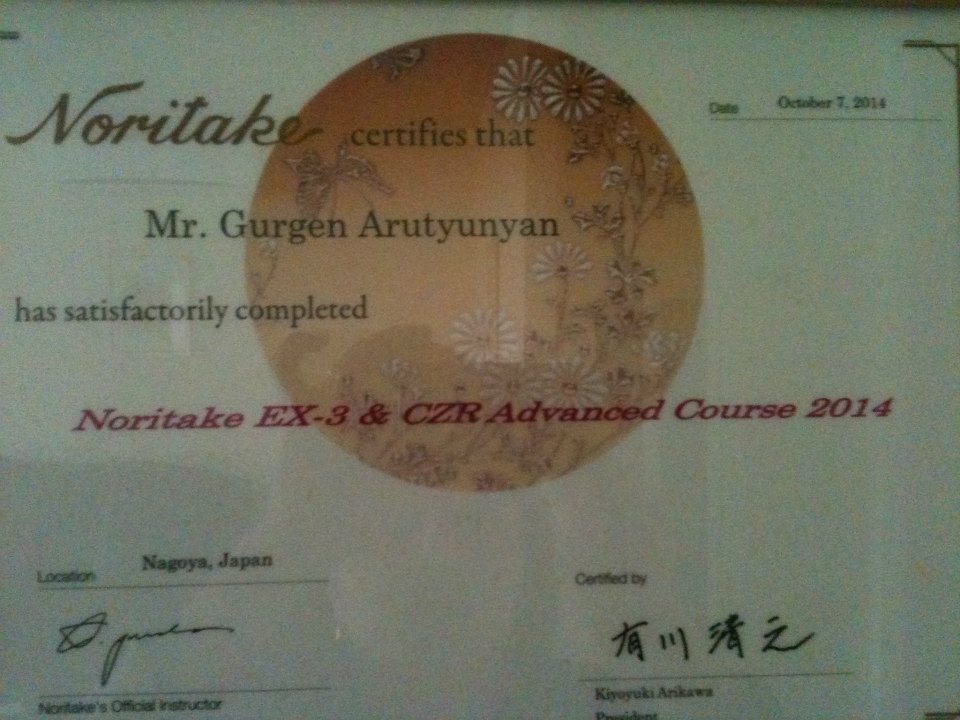 Noritake certifies that
Date October 7, 2014
Mr. Gurgen Arutyunyan
has satisfactorily completed
Noritake EX-3 & CZR Advanced Course 2014
Location Nagoya, Japan
Certified by
有川清元
Noritake's Official Instructor
Kiyoyuki Arikawa
President